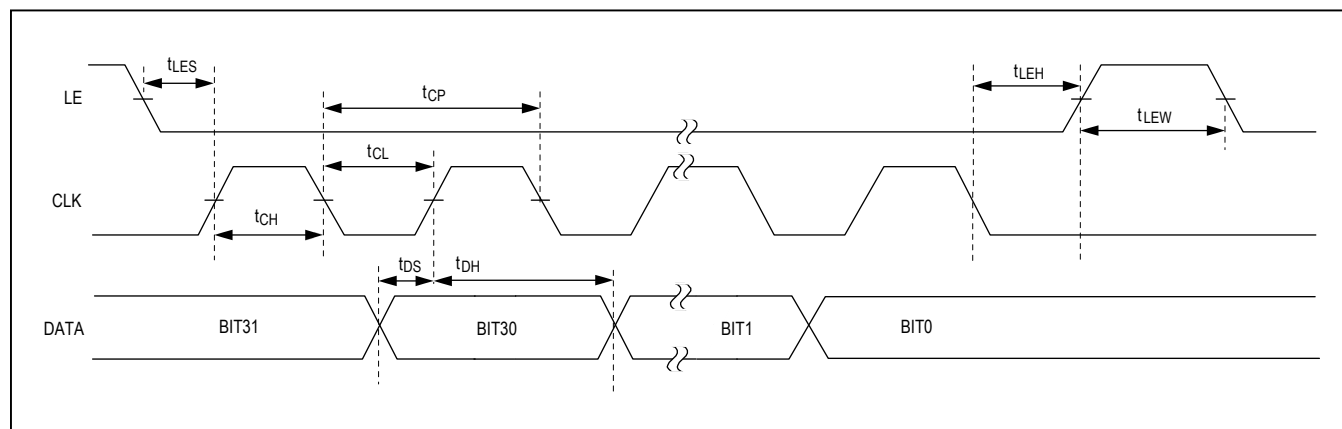 tLES
tLEH
LE
tCP
tLEW
tCL
CLK
tCH
tDS
tDH
DATA
BIT31
BIT30
BIT1
BIT0